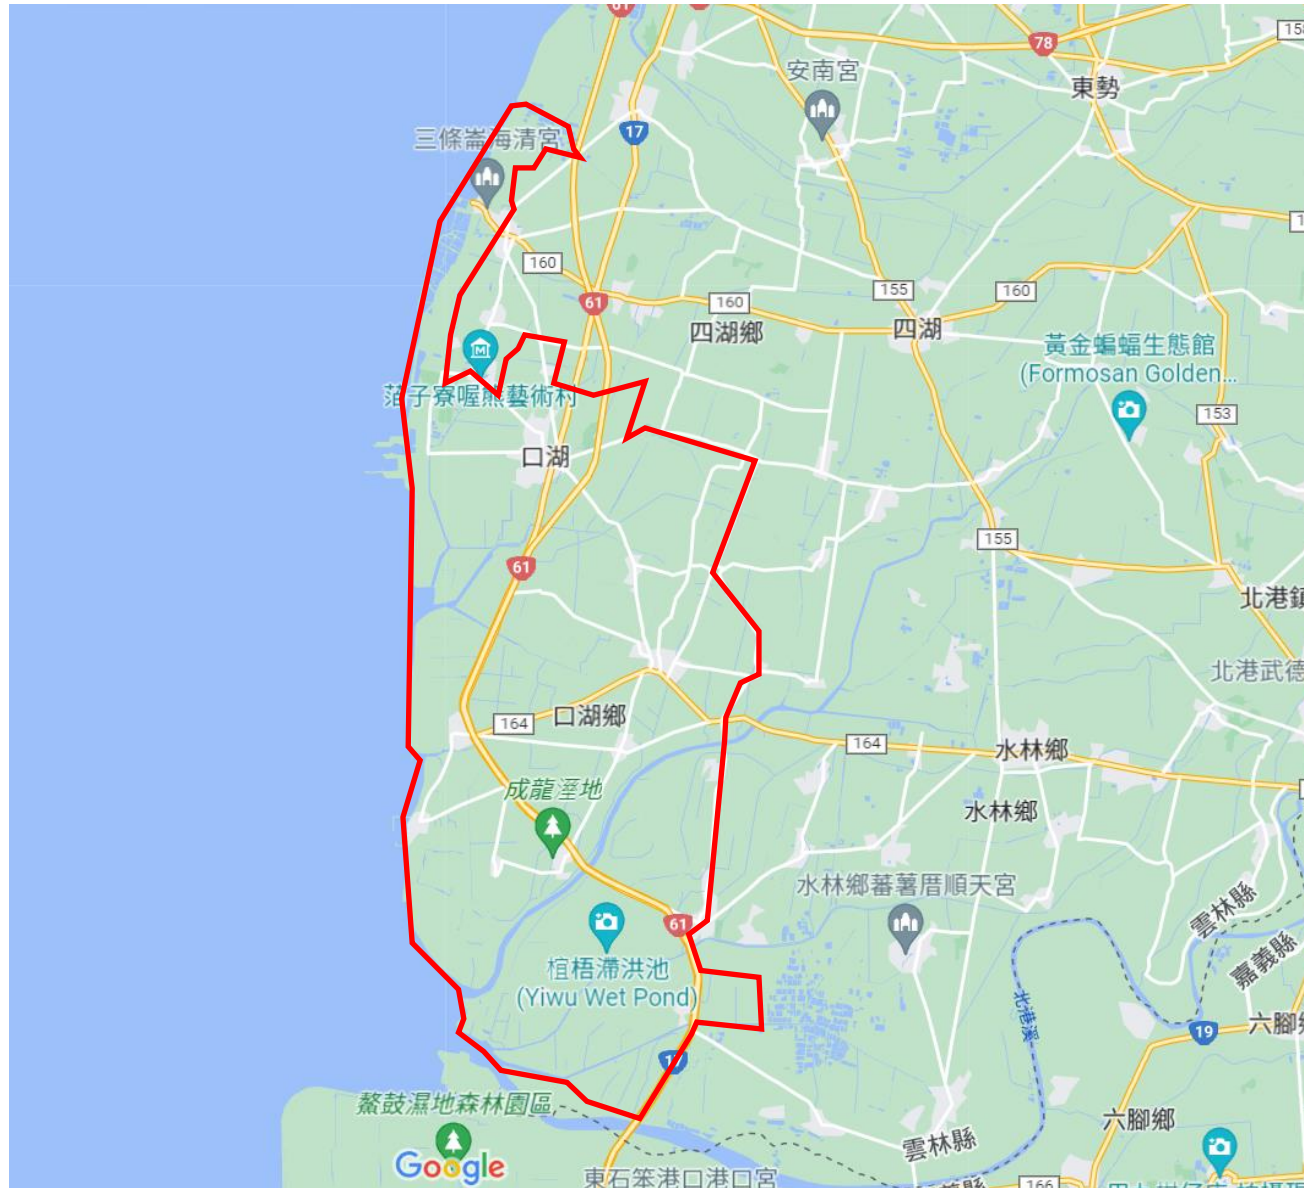 61
158
78
安南宮
東勢
17
三條崙海清宮
160
61
160
155
160
四湖鄉
四湖
黃金蝙蝠生態館
(Formosan Golden...
萡子寮喔熊藝術村
153
口湖
155
61
北港鎮
北港武德
164
口湖鄉
164
水林鄉
成龍溼地
水林鄉
水林鄉蕃薯厝順天宮
雲林縣
61
嘉義縣
椬梧滯洪池
(Yiwu Wet Pond)
北港溪
19
六腳
17
鰲鼓濕地森林園區
六腳鄉
雲林縣
Google
東石笨港口港口宮
166